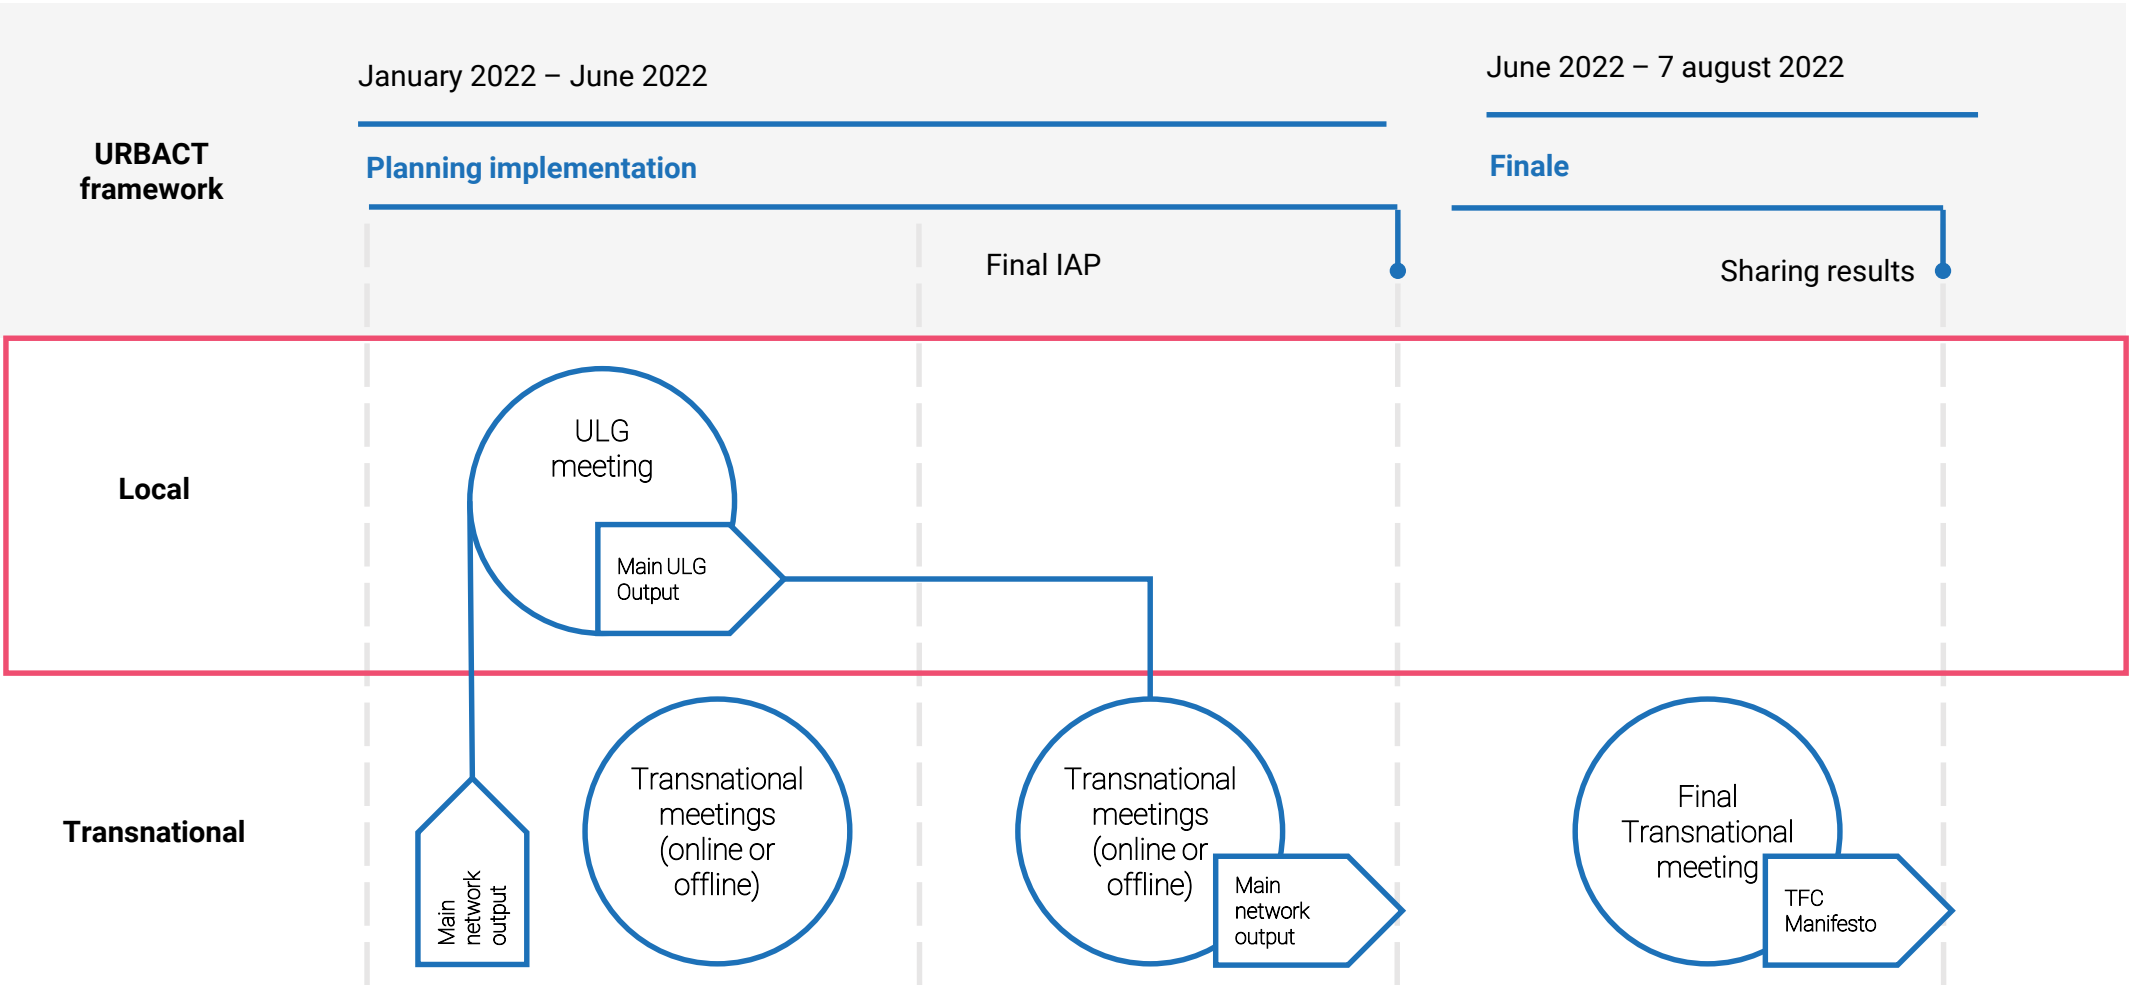 January 2022 – June 2022
June 2022 – 7 august 2022
URBACT
framework
Planning implementation
Finale
Final IAP
Sharing results
Local
ULG
meeting
Main ULG
Output
Transnational
Main
network
output
Transnational
meetings
(online or
offline)
Transnational
meetings
(online or
offline)
Main
network
output
Final
Transnational
meeting
TFC
Manifesto